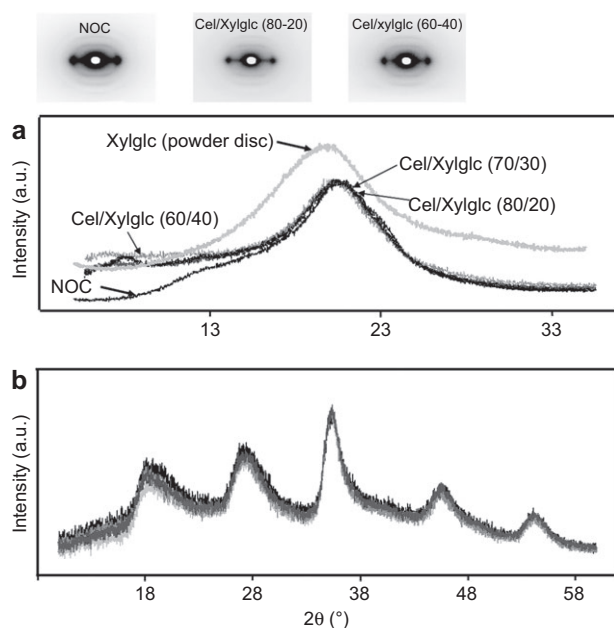 NOC
Cel/Xylglc (80-20)
Cel/xylglc (60-40)
a
Intensity (a.u.)
Xylglc (powder disc)
Cel/Xylglc (70/30)
Cel/Xylglc (80/20)
Cel/Xylglc (60/40)
NOC
13
23
33
b
Intensity (a.u.)
18
28
38
48
58
2θ (°)